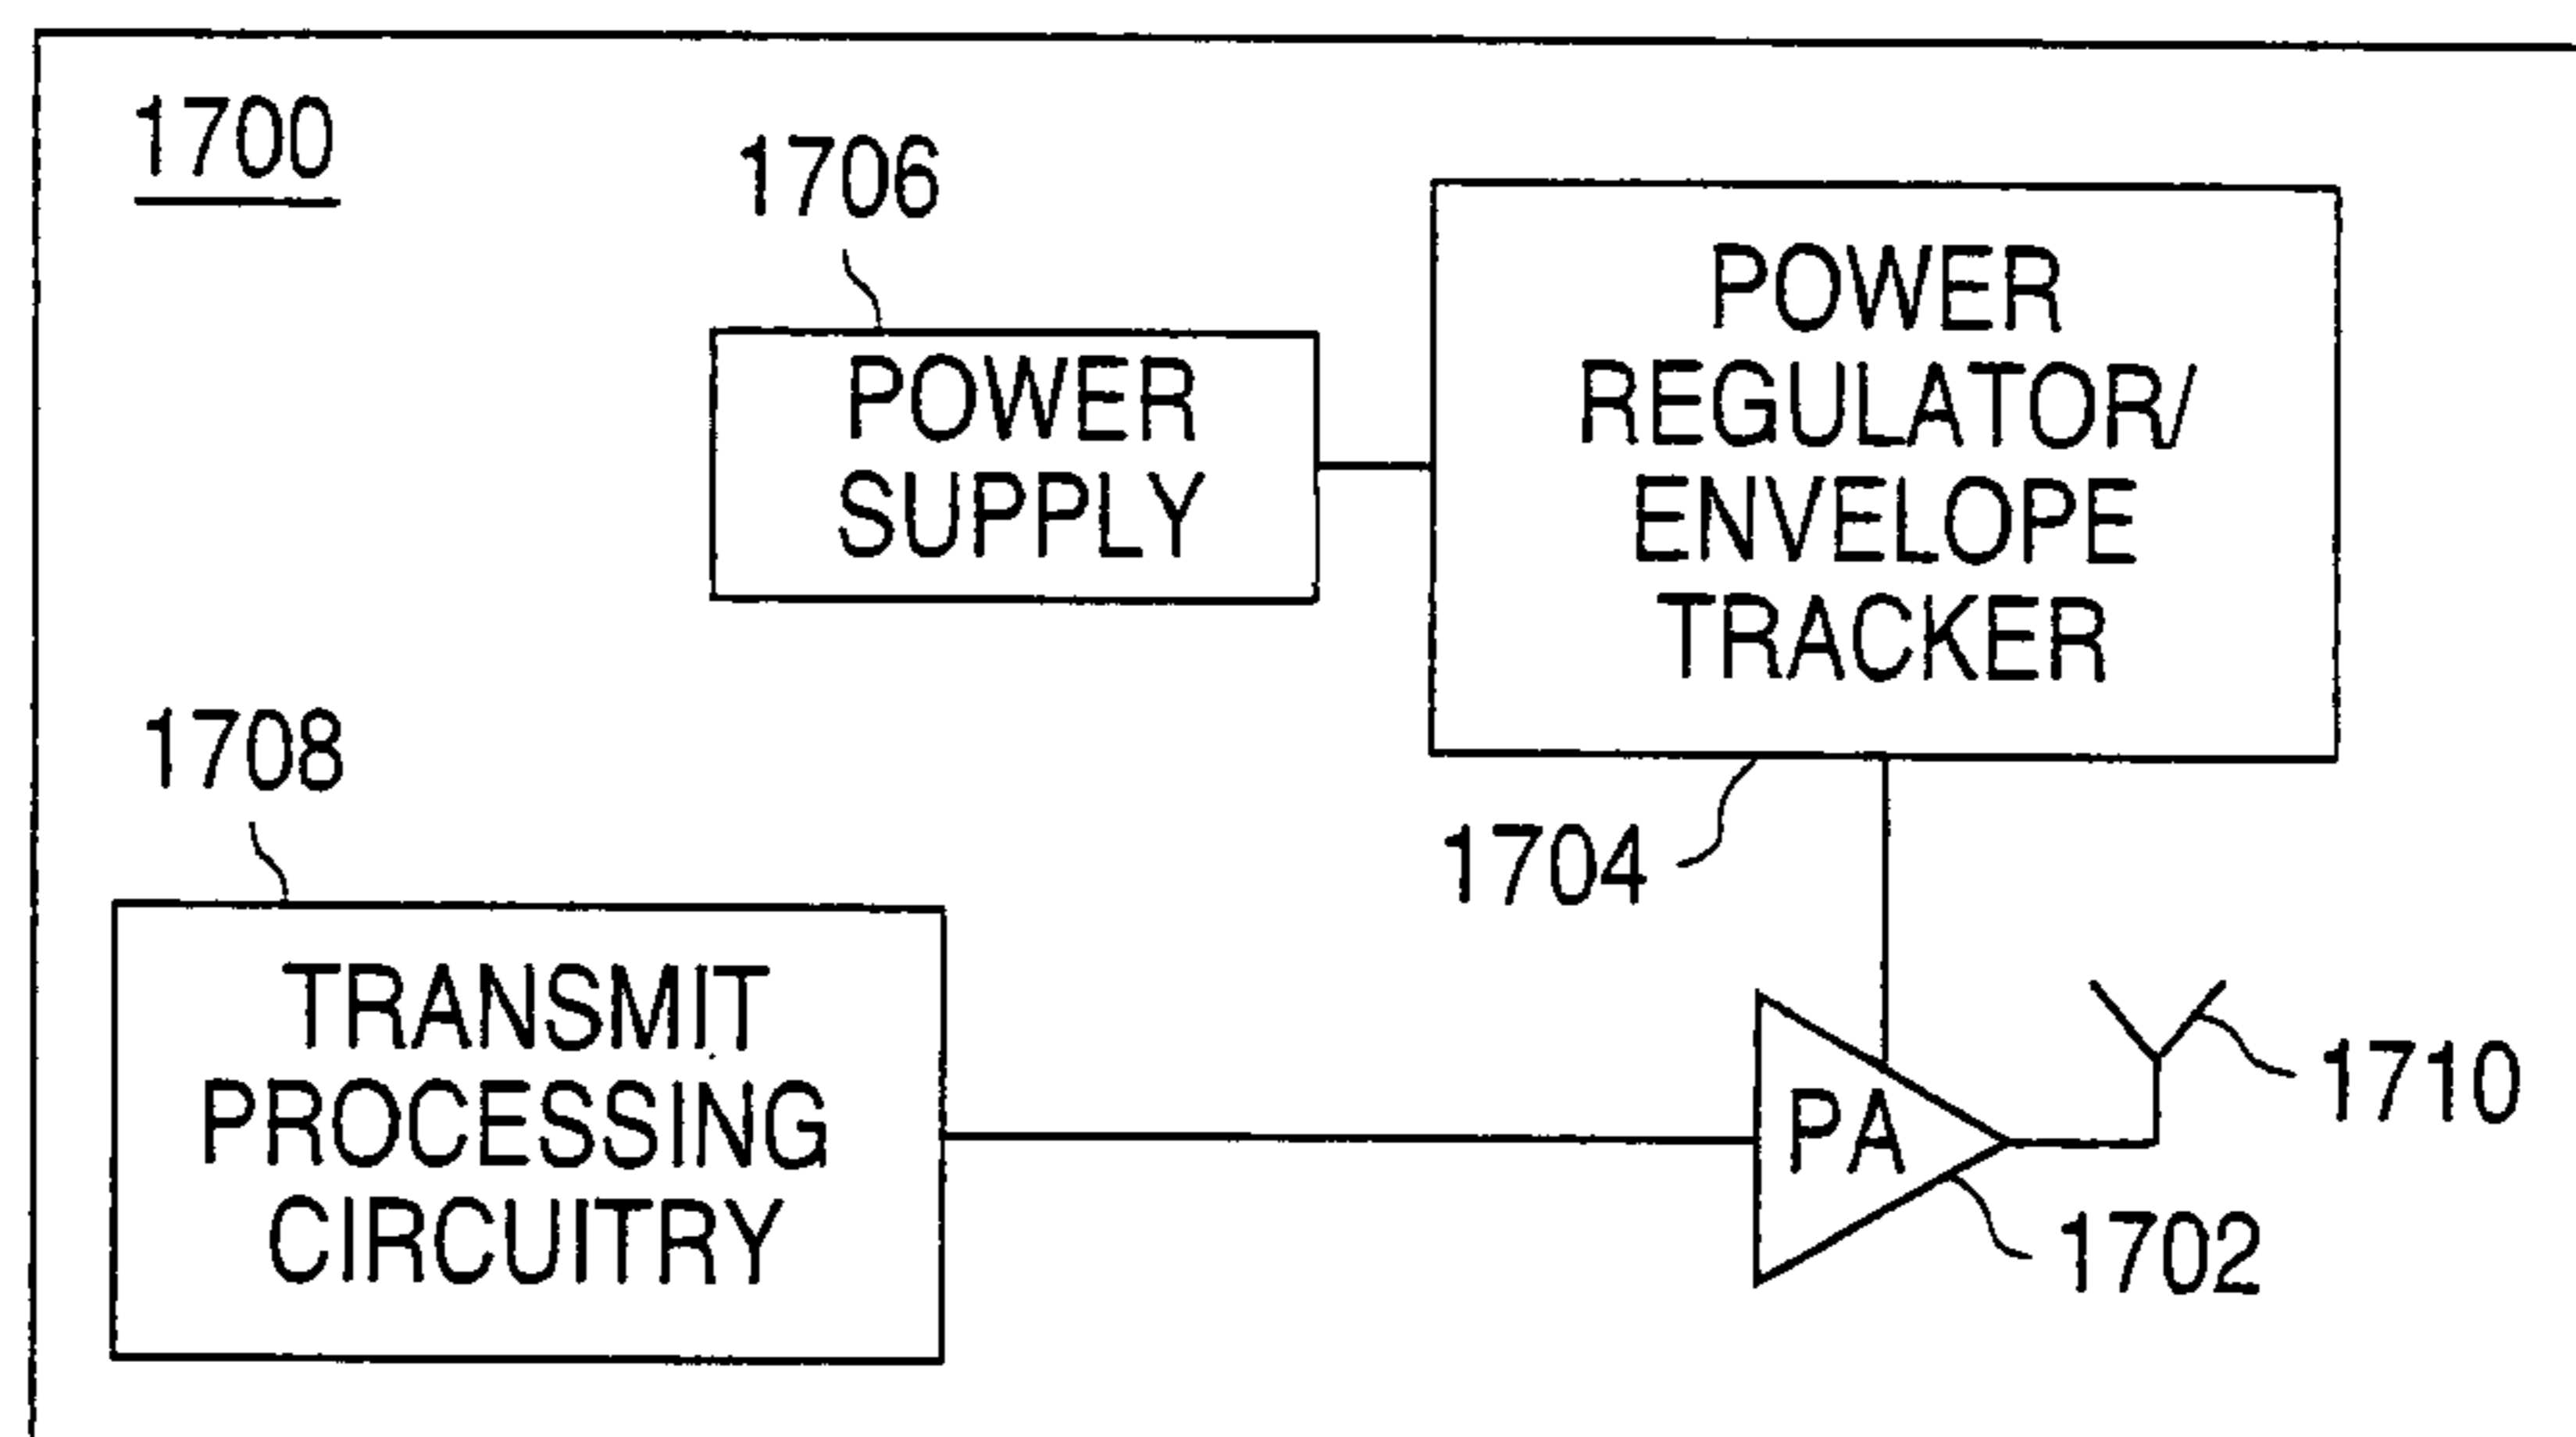 1700
1706
POWER
SUPPLY
POWER
REGULATOR/
ENVELOPE
TRACKER
1704
1708
TRANSMIT
PROCESSING
CIRCUITRY
PA
1710
1702